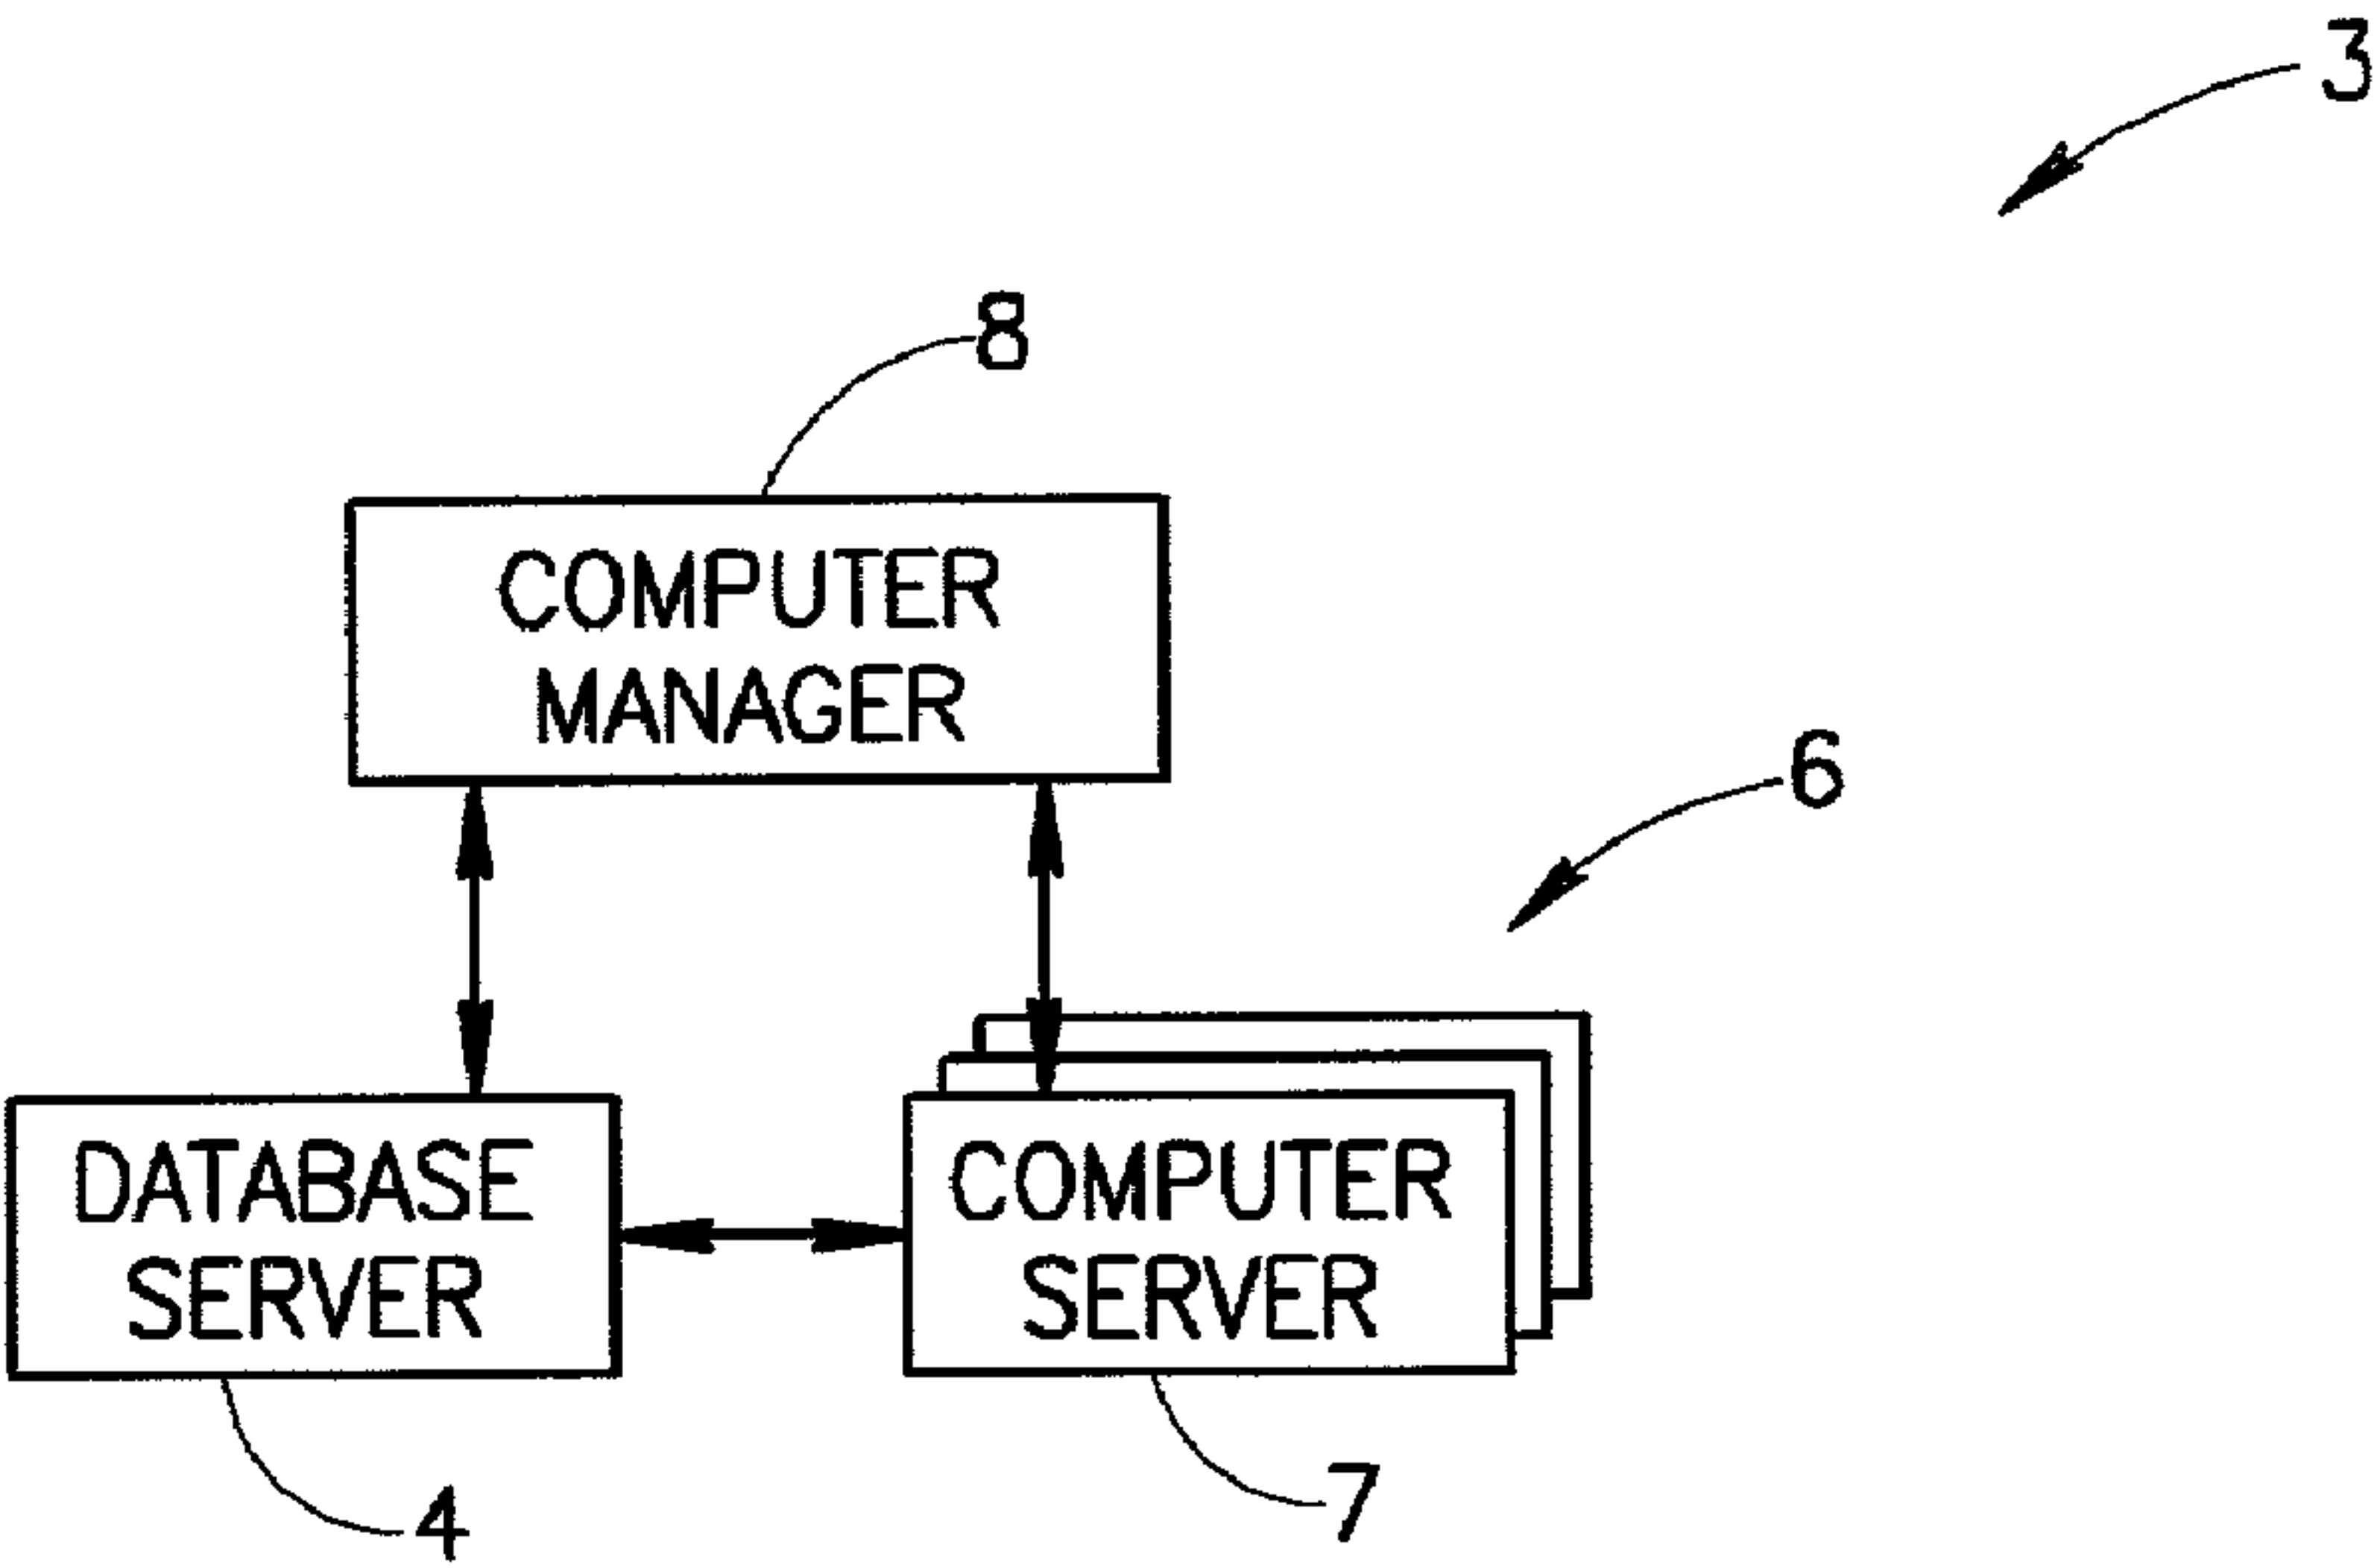 3
8
COMPUTER
MANAGER
6
DATABASE
SERVER
COMPUTER
SERVER
4
7